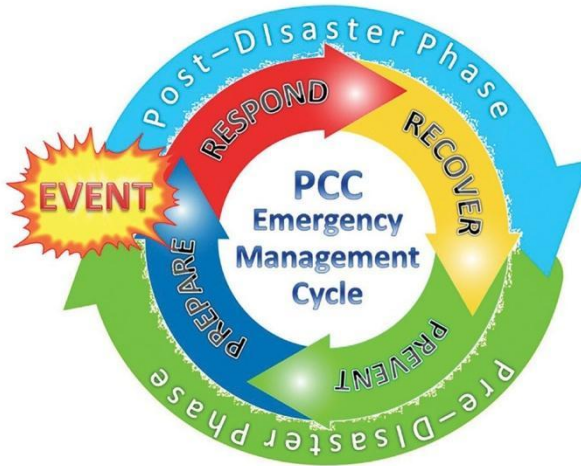 Post–DIsaster Phase
RESPOND
RECOVER
EVENT
PCC
Emergency
Management
Cycle
PREPARE
PREVENT
Pre–DIsaster Phase